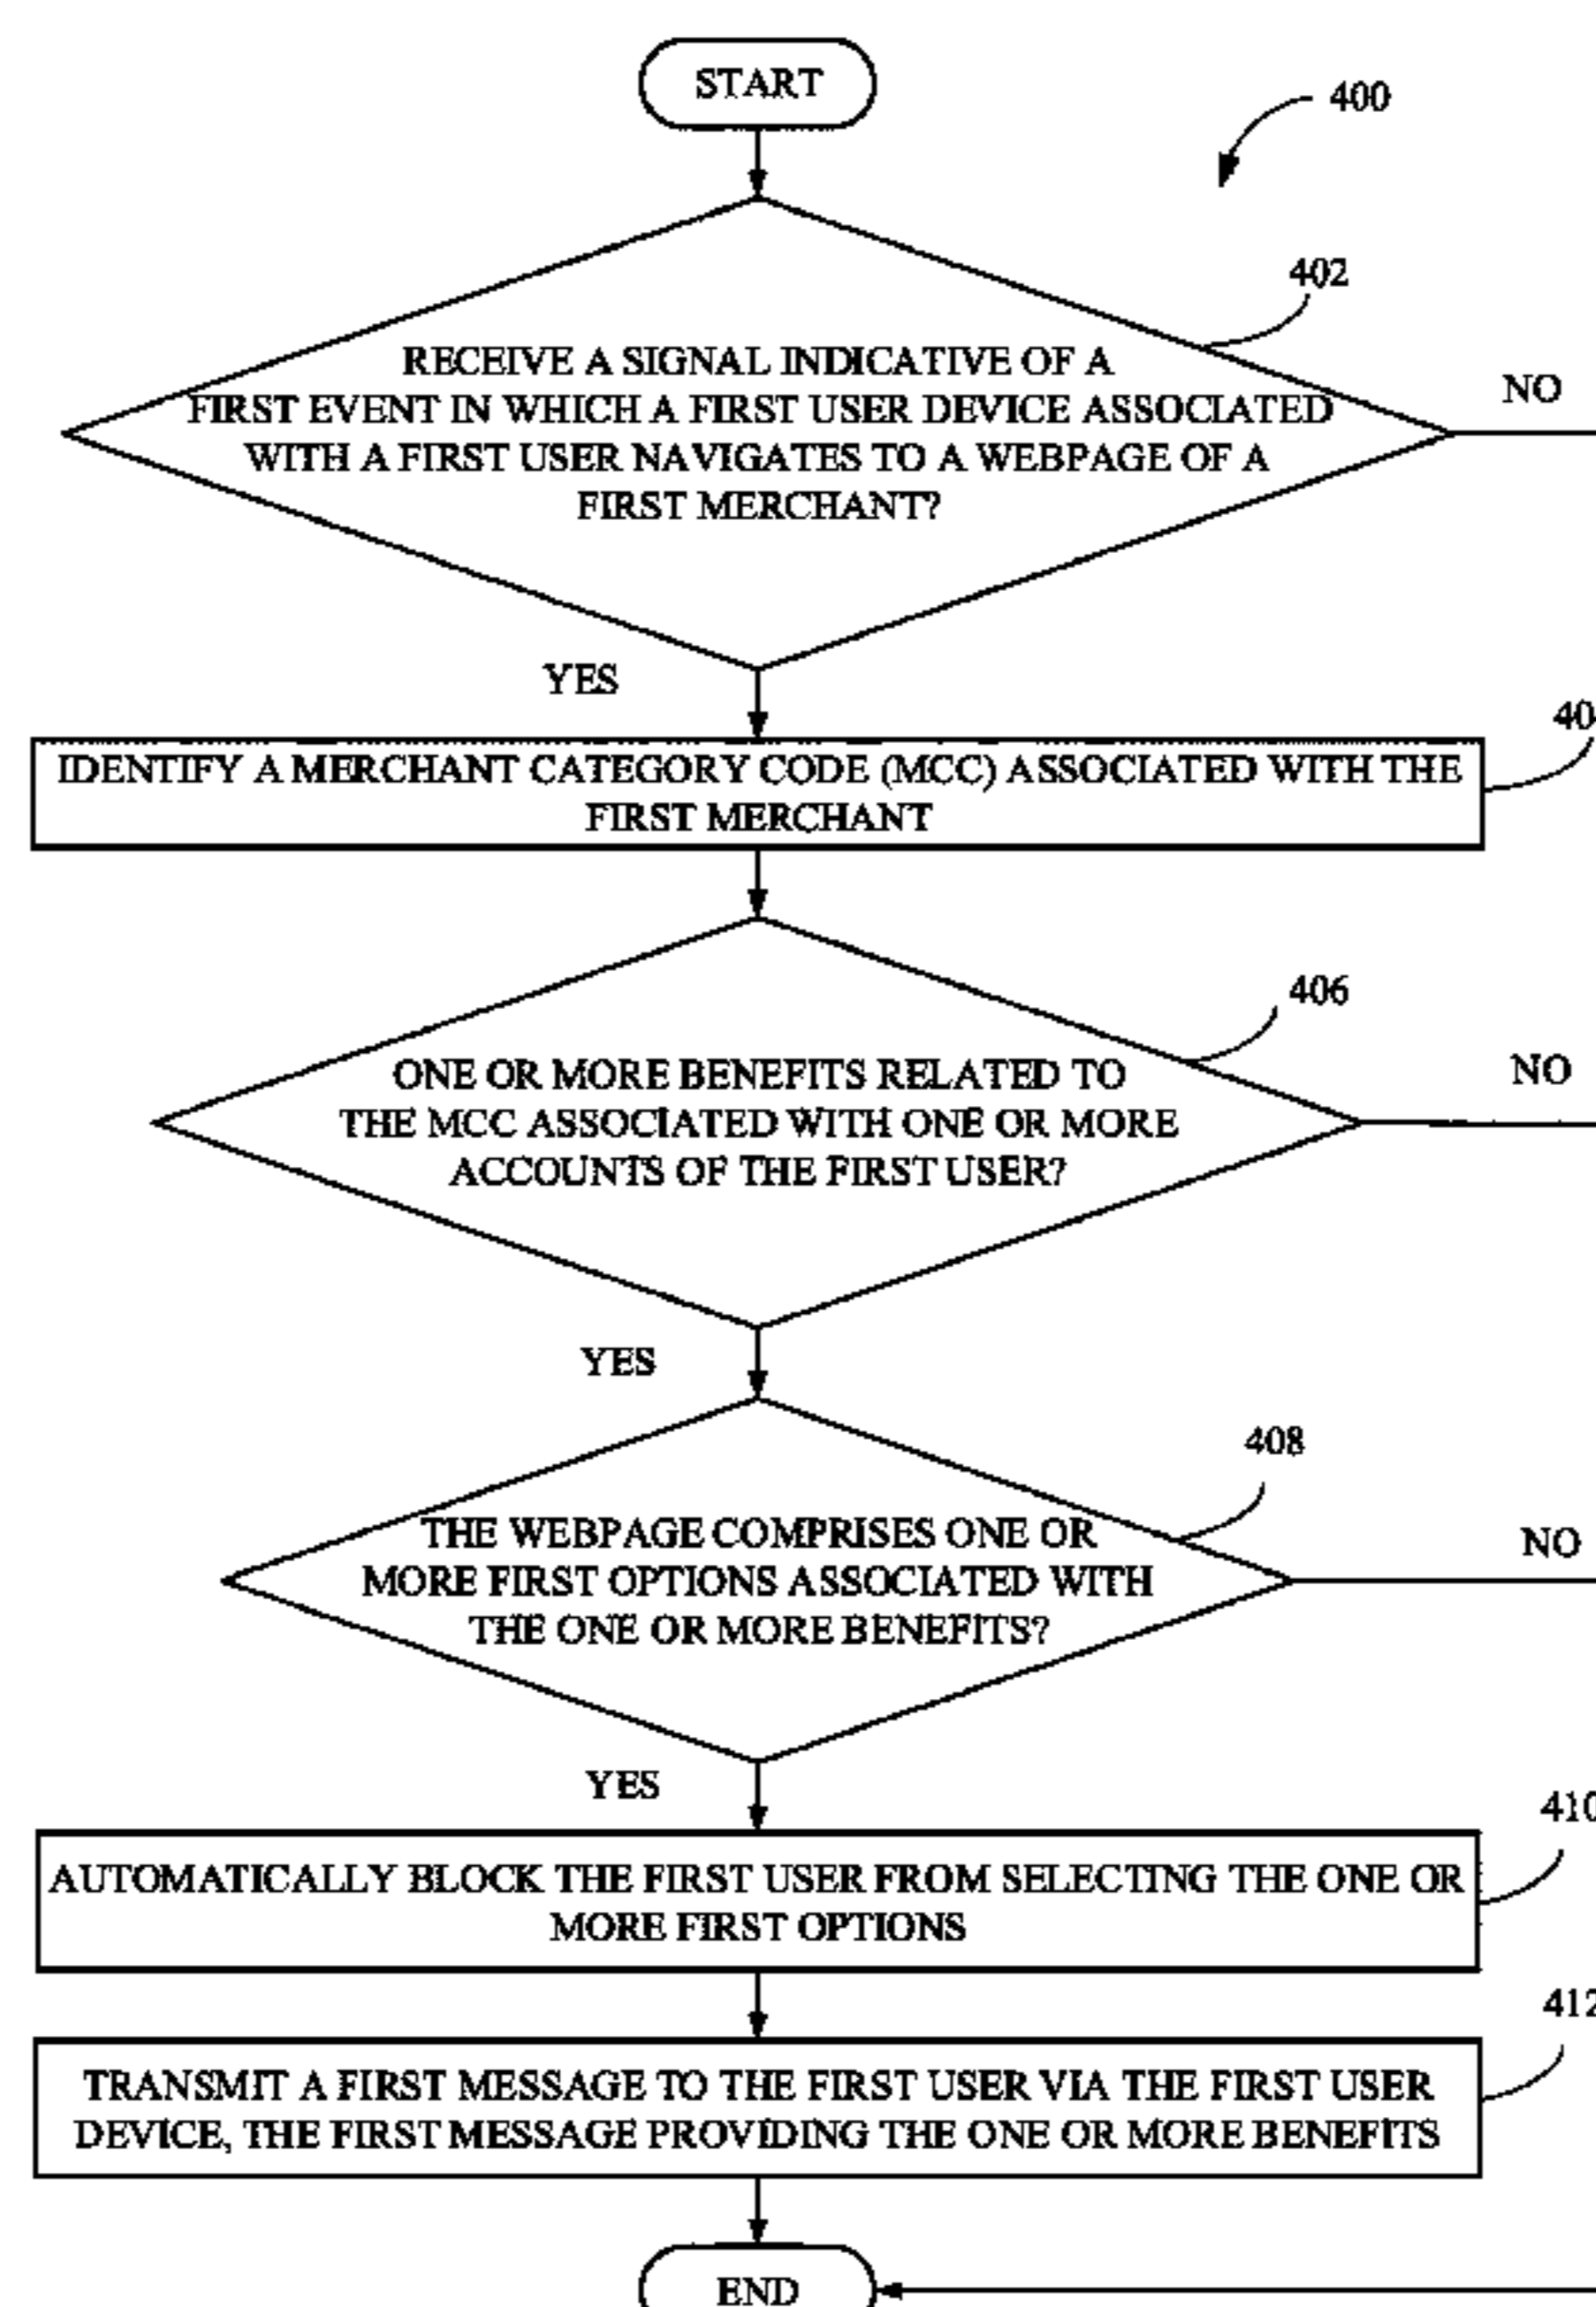 START
400
402
RECEIVE A SIGNAL INDICATIVE OF A
FIRST EVENT IN WHICH A FIRST USER DEVICE ASSOCIATED
WITH A FIRST USER NAVIGATES TO A WEBPAGE OF A
FIRST MERCHANT?
NO
YES
40
IDENTIFY A MERCHANT CATEGORY CODE (MCC) ASSOCIATED WITH THE
FIRST MERCHANT
406
ONE OR MORE BENEFITS RELATED TO
THE MCC ASSOCIATED WITH ONE OR MORE
ACCOUNTS OF THE FIRST USER?
NO
YES
408
THE WEBPAGE COMPRISES ONE OR
MORE FIRST OPTIONS ASSOCIATED WITH
THE ONE OR MORE BENEFITS?
NO
YES
410
AUTOMATICALLY BLOCK THE FIRST USER FROM SELECTING THE ONE OR
MORE FIRST OPTIONS
412
TRANSMIT A FIRST MESSAGE TO THE FIRST USER VIA THE FIRST USER
DEVICE, THE FIRST MESSAGE PROVIDING THE ONE OR MORE BENEFITS
END